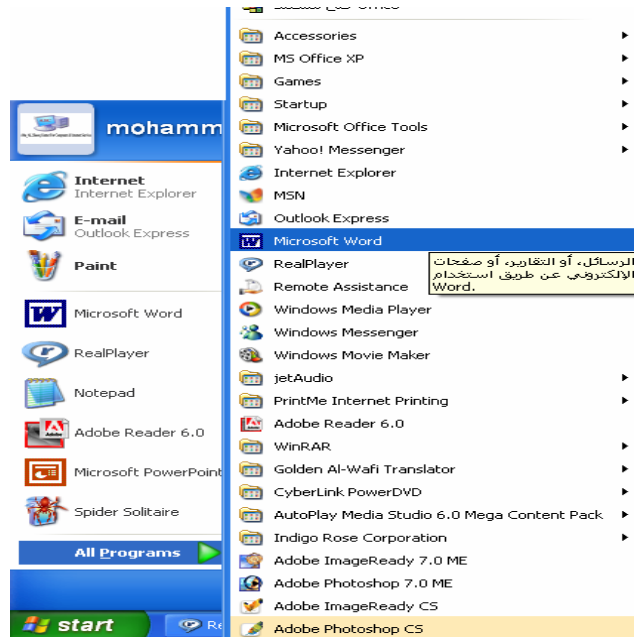 Office
Accessories
MS Office XP
Games
Startup
Microsoft Office Tools
Yahoo! Messenger
Internet Explorer
MSN
Outlook Express
Microsoft Word
RealPlayer
Remote Assistance
Windows Media Player
Windows Messenger
Windows Movie Maker
jetAudio
PrintMe Internet Printing
Adobe Reader 6.0
WinRAR
Golden Al-Wafi Translator
CyberLink PowerDVD
AutoPlay Media Studio 6.0 Mega Content Pack
Indigo Rose Corporation
Adobe ImageReady 7.0 ME
Adobe Photoshop 7.0 ME
Adobe ImageReady CS
Adobe Photoshop CS
الرسائل، أو التقارير، أو صفحات
الإلكتروني عن طريق استخدام
Word.
mohamm
Internet
Internet Explorer
E-mail
Outlook Express
Paint
Microsoft Word
RealPlayer
Notepad
Adobe Reader 6.0
Microsoft PowerPoint
Spider Solitaire
All Programs
start
Re